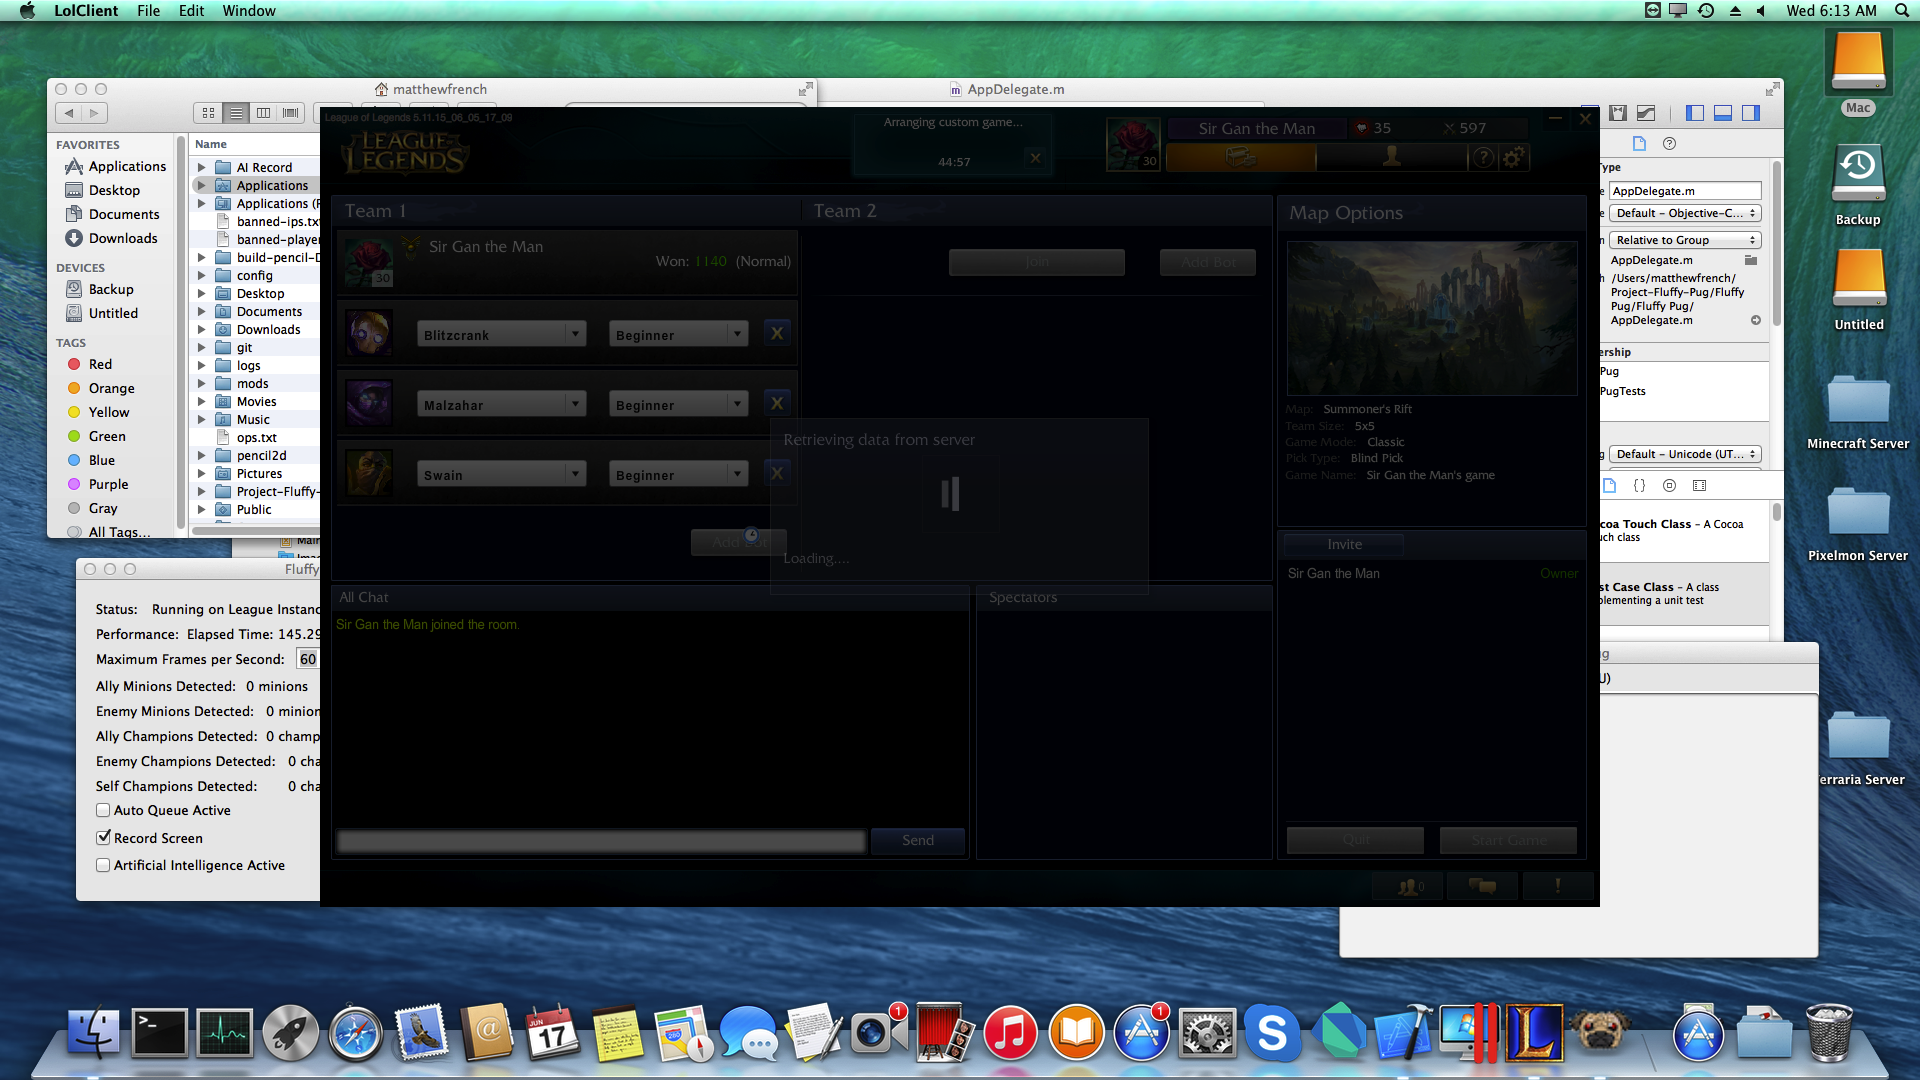 LolClient File Edit Window
Wed 6:13 AM
matthewfrench
FAVORITES
Applications
Desktop
Documents
Downloads
DEVICES
Backup
Untitled
TAGS
Red
Orange
Yellow
Green
Blue
Purple
Gray
All Tags...
Name
AI Record
Applications
Applications (
banned-ips.tx
banned-player
build-pencil-D
config
Desktop
Documents
Downloads
git
logs
mods
Movies
Music
ops.txt
pencil2d
Pictures
Project-Fluffy-
Public
Main
Fluffy
Status: Running on League Instanc
Performance: Elapsed Time: 145.29
Maximum Frames per Second: 60
Ally Minions Detected: 0 minions
Enemy Minions Detected: 0 minion
Ally Champions Detected: 0 champ
Enemy Champions Detected: 0 cha
Self Champions Detected: 0 cha
Auto Queue Active
Record Screen
Artificial Intelligence Active
League of Legends 5.11.15_06_05_17_09
LEAGUE of LEGENDS
Arranging custom game...
44:57
30
Sir Gan the Man
35
597
Team 1
Team 2
Sir Gan the Man
30
Won: 1140 (Normal)
Join
Add Bot
Blitzcrank Beginner X
Malzahar Beginner X
Swain Beginner X
Retrieving data from server
Loading....
Map Options
Map: Summoner's Rift
Team Size: 5x5
Game Mode: Classic
Pick Type: Blind Pick
Game Name: Sir Gan the Man's game
Invite
Sir Gan the Man Owner
All Chat
Sir Gan the Man joined the room.
Send
Spectators
Quit
Start Game
0
AppDelegate.m
Type
AppDelegate.m
Default - Objective-C...
Relative to Group
AppDelegate.m
/Users/matthewfrench/
Project-Fluffy-Pug/Fluffy
Pug/Fluffy Pug/
AppDelegate.m
ership
Pug
PugTests
Default - Unicode (UT...
coa Touch Class - A Cocoa
uch class
st Case Class - A class
plementing a unit test
ug
U)
Mac
Backup
Untitled
Minecraft Server
Pixelmon Server
erraria Server
JUN
17
1
1